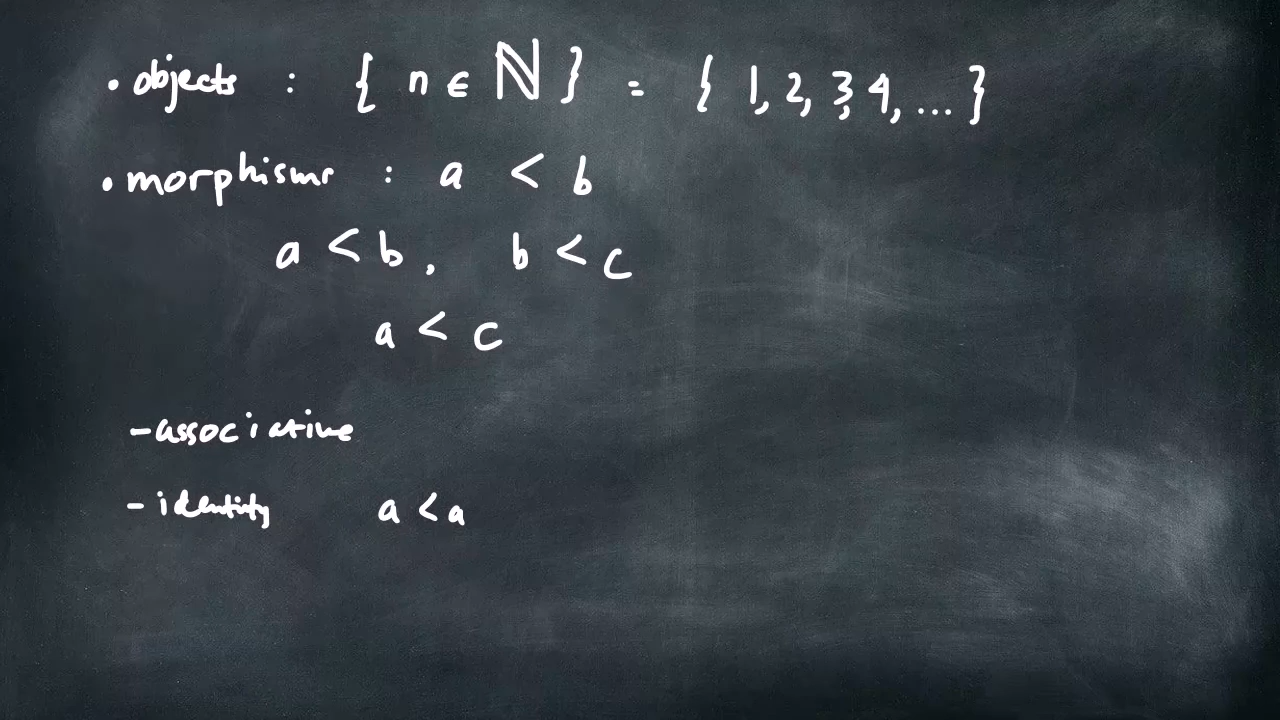 • objects : { n ∈ ℕ } = { 1, 2, 3, 4, ... }
• morphisms : a < b
a < b, b < c
a < c
- associative
- identity a < a